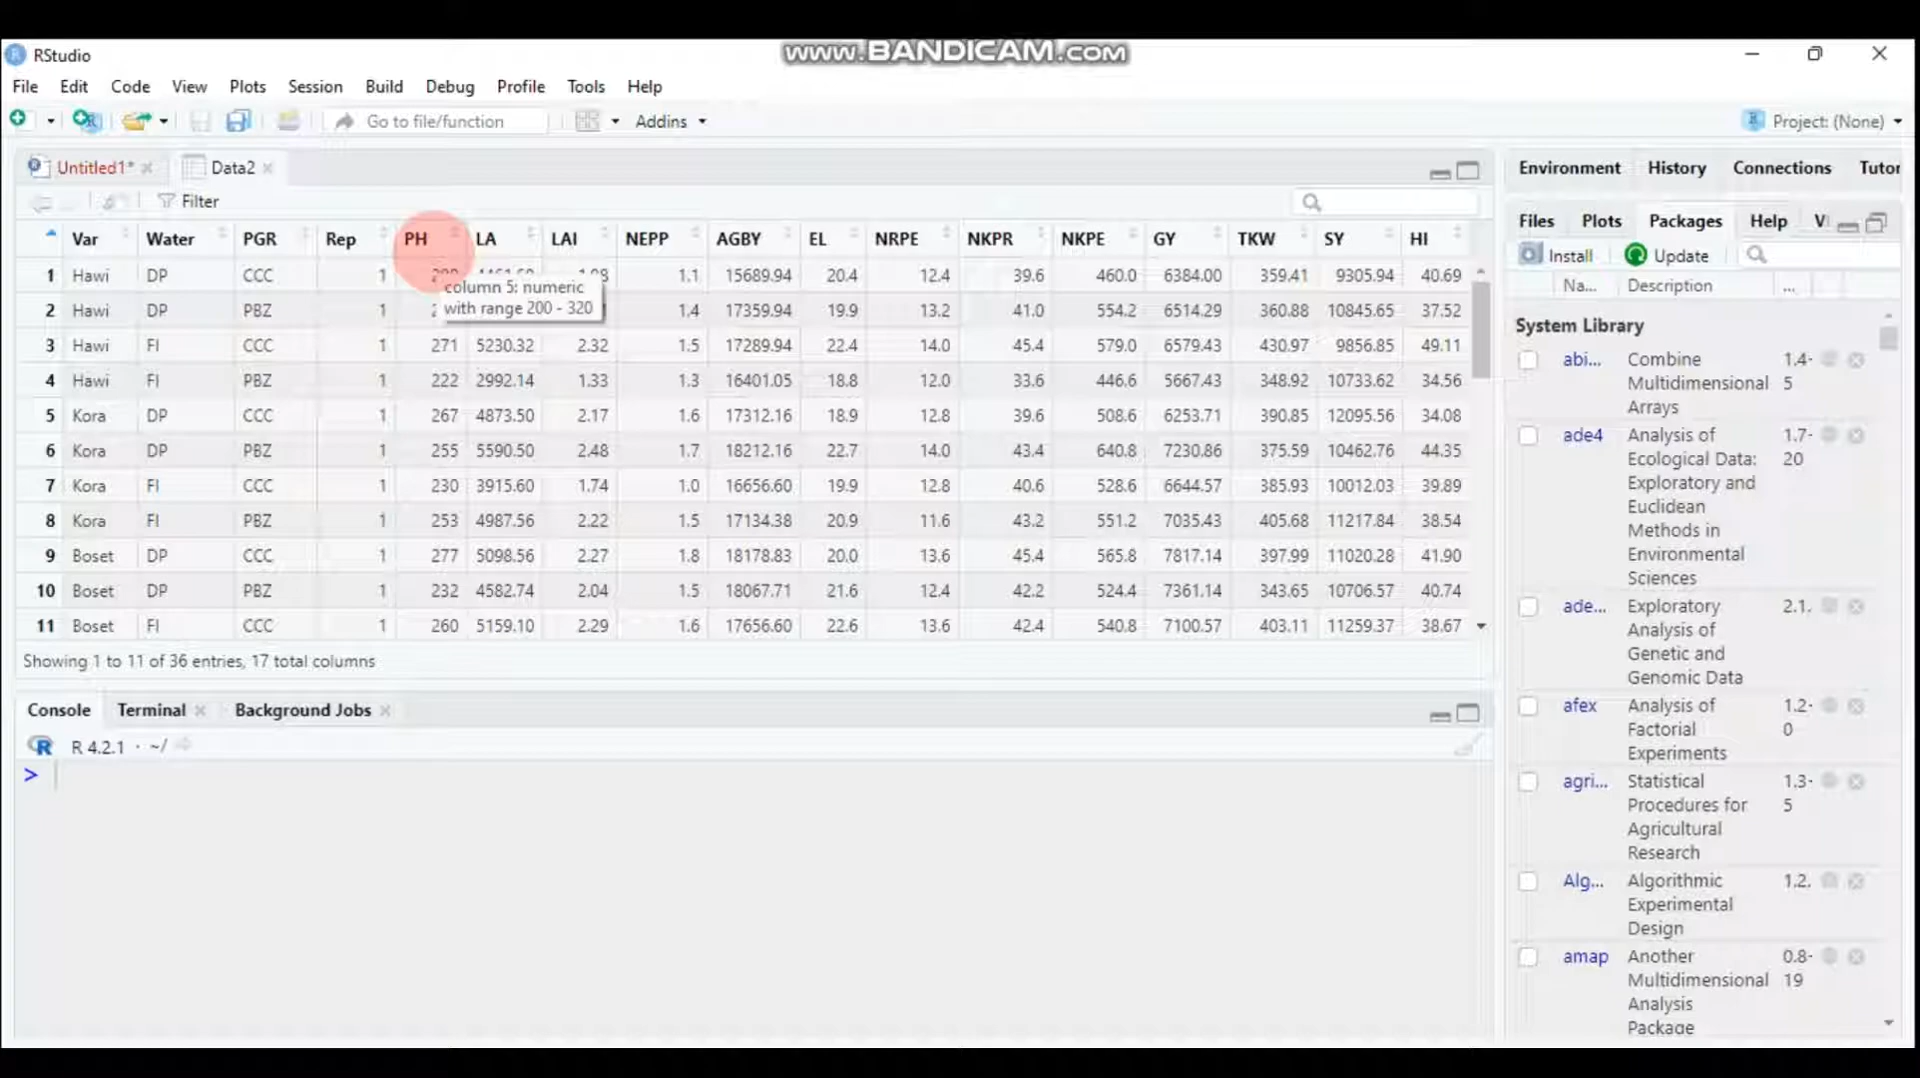 www.BANDICAM.com
RStudio
File Edit Code View Plots Session Build Debug Profile Tools Help
Go to file/function Addins Project: (None)
Untitled1* Data2
Environment History Connections Tutor
Filter
Files Plots Packages Help
Install Update
Var Water PGR Rep PH LA LAI NEPP AGBY EL NRPE NKPR NKPE GY TKW SY HI
1 Hawi DP CCC 1 1.1 15689.94 20.4 12.4 39.6 460.0 6384.00 359.41 9305.94 40.69
column 5: numeric
with range 200 - 320
2 Hawi DP PBZ 1 1.4 17359.94 19.9 13.2 41.0 554.2 6514.29 360.88 10845.65 37.52
3 Hawi FI CCC 1 271 5230.32 2.32 1.5 17289.94 22.4 14.0 45.4 579.0 6579.43 430.97 9856.85 49.11
4 Hawi FI PBZ 1 222 2992.14 1.33 1.3 16401.05 18.8 12.0 33.6 446.6 5667.43 348.92 10733.62 34.56
5 Kora DP CCC 1 267 4873.50 2.17 1.6 17312.16 18.9 12.8 39.6 508.6 6253.71 390.85 12095.56 34.08
6 Kora DP PBZ 1 255 5590.50 2.48 1.7 18212.16 22.7 14.0 43.4 640.8 7230.86 375.59 10462.76 44.35
7 Kora FI CCC 1 230 3915.60 1.74 1.0 16656.60 19.9 12.8 40.6 528.6 6644.57 385.93 10012.03 39.89
8 Kora FI PBZ 1 253 4987.56 2.22 1.5 17134.38 20.9 11.6 43.2 551.2 7035.43 405.68 11217.84 38.54
9 Boset DP CCC 1 277 5098.56 2.27 1.8 18178.83 20.0 13.6 45.4 565.8 7817.14 397.99 11020.28 41.90
10 Boset DP PBZ 1 232 4582.74 2.04 1.5 18067.71 21.6 12.4 42.2 524.4 7361.14 343.65 10706.57 40.74
11 Boset FI CCC 1 260 5159.10 2.29 1.6 17656.60 22.6 13.6 42.4 540.8 7100.57 403.11 11259.37 38.67
Showing 1 to 11 of 36 entries, 17 total columns
Console Terminal Background Jobs
R 4.2.1 · ~/
>
Na... Description ...
System Library
abi... Combine 1.4-
Multidimensional 5
Arrays
ade4 Analysis of 1.7-
Ecological Data: 20
Exploratory and
Euclidean
Methods in
Environmental
Sciences
ade... Exploratory 2.1.
Analysis of
Genetic and
Genomic Data
afex Analysis of 1.2-
Factorial 0
Experiments
agri... Statistical 1.3-
Procedures for 5
Agricultural
Research
Alg... Algorithmic 1.2.
Experimental
Design
amap Another 0.8-
Multidimensional 19
Analysis
Package